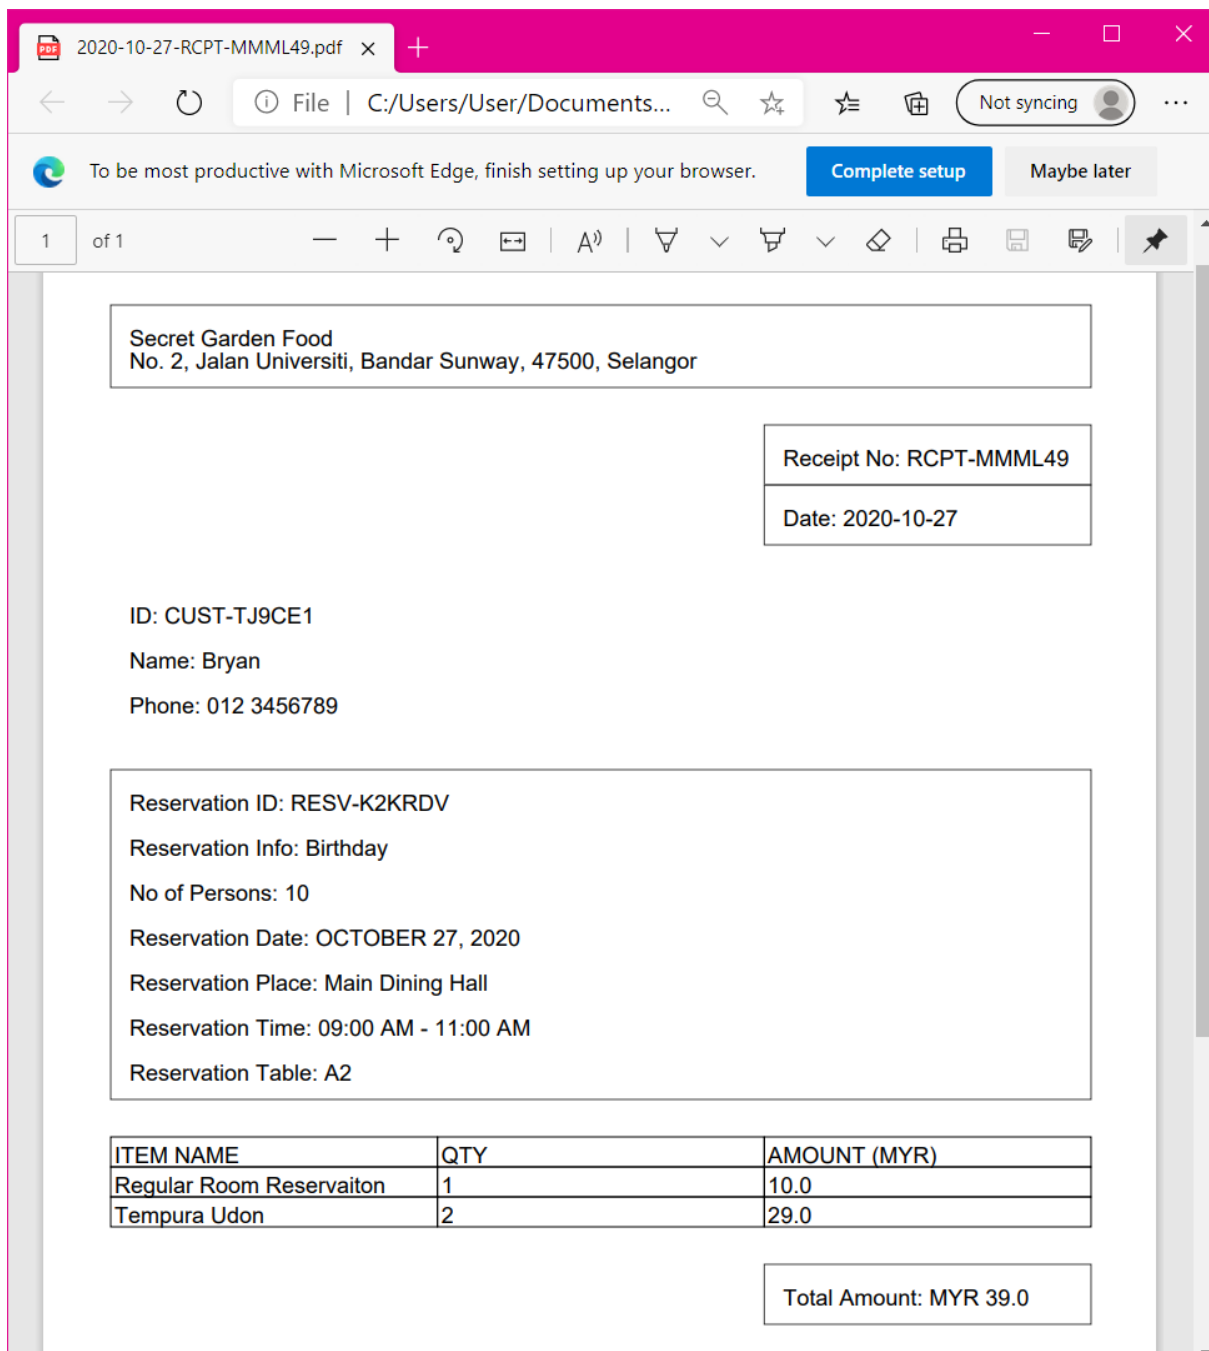 2020-10-27-RCPT-MMML49.pdf
File | C:/Users/User/Documents... Not syncing
To be most productive with Microsoft Edge, finish setting up your browser. Complete setup Maybe later
1 of 1
Secret Garden Food
No. 2, Jalan Universiti, Bandar Sunway, 47500, Selangor
Receipt No: RCPT-MMML49
Date: 2020-10-27
ID: CUST-TJ9CE1
Name: Bryan
Phone: 012 3456789
Reservation ID: RESV-K2KRDV
Reservation Info: Birthday
No of Persons: 10
Reservation Date: OCTOBER 27, 2020
Reservation Place: Main Dining Hall
Reservation Time: 09:00 AM - 11:00 AM
Reservation Table: A2
ITEM NAME QTY AMOUNT (MYR)
Regular Room Reservaiton 1 10.0
Tempura Udon 2 29.0
Total Amount: MYR 39.0